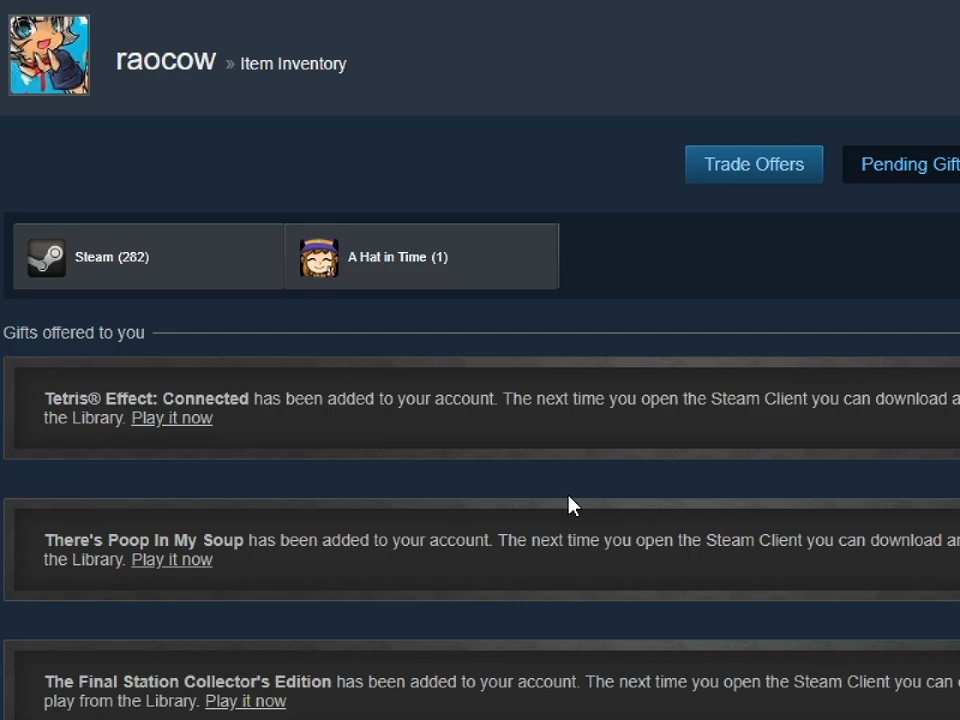 raocow » Item Inventory
Trade Offers
Pending Gift
Steam (282)
A Hat in Time (1)
Gifts offered to you
Tetris® Effect: Connected has been added to your account. The next time you open the Steam Client you can download a
the Library. Play it now
There's Poop In My Soup has been added to your account. The next time you open the Steam Client you can download a
the Library. Play it now
The Final Station Collector's Edition has been added to your account. The next time you open the Steam Client you can
play from the Library. Play it now